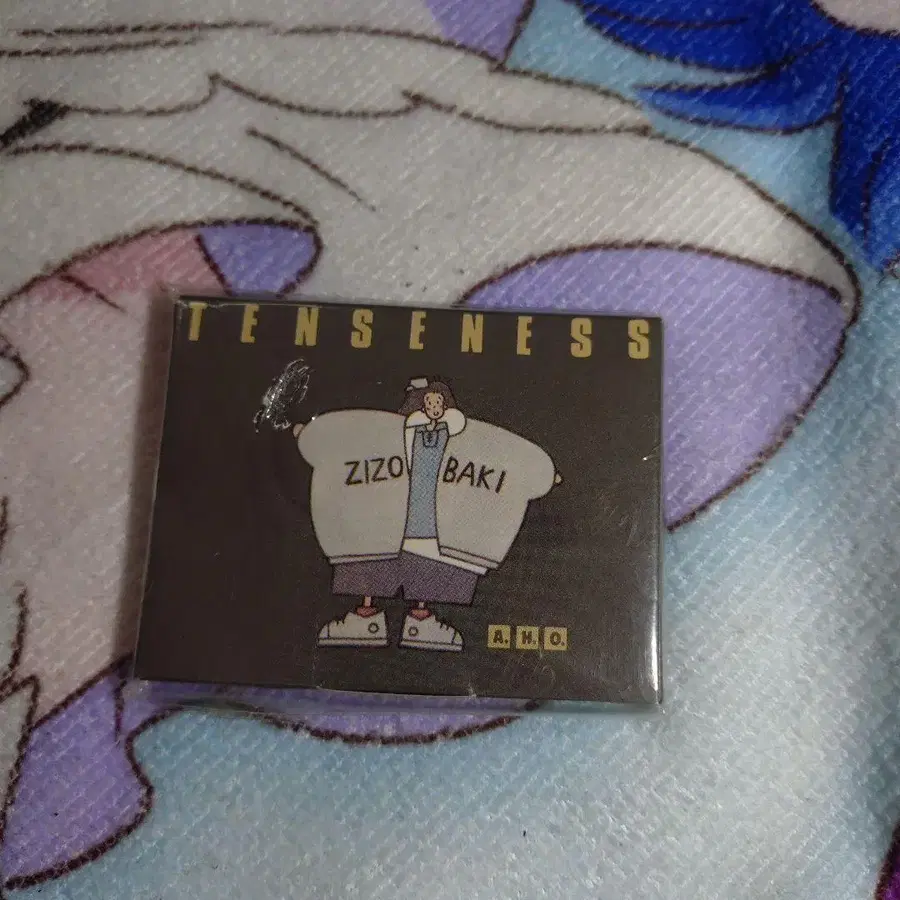 TENSENESS
ZIZO BAKI
A. H. O.